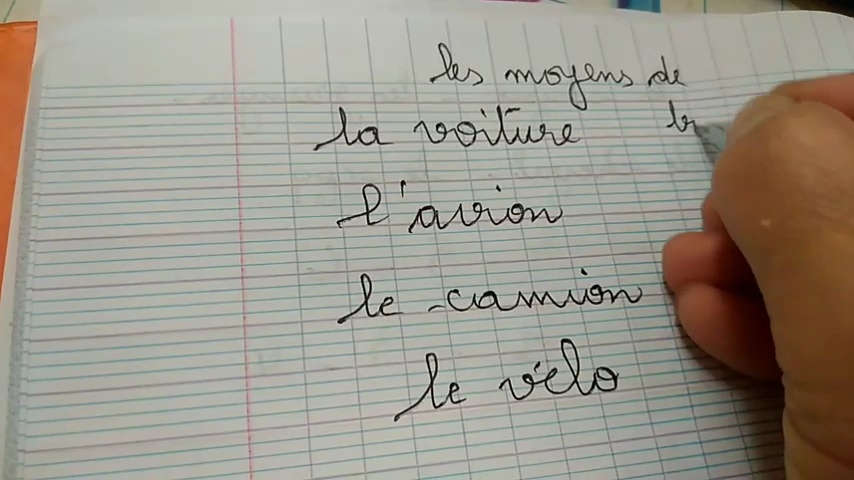 les moyens de
la voiture
l'avion
le camion
le vélo